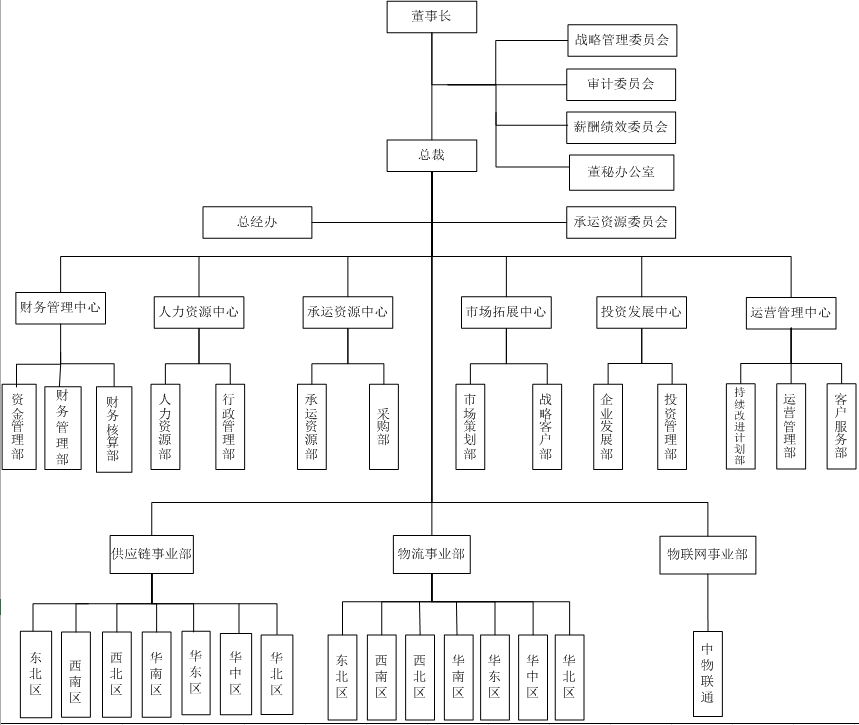 董事长
战略管理委员会
审计委员会
薪酬绩效委员会
总裁
董秘办公室
总经办
承运资源委员会
财务管理中心
人力资源中心
承运资源中心
市场拓展中心
投资发展中心
运营管理中心
资金管理部
财务管理部
财务核算部
人力资源部
行政管理部
承运资源部
采购部
市场策划部
战略客户部
企业发展部
投资管理部
持续改进计划部
运营管理部
客户服务部
供应链事业部
物流事业部
物联网事业部
东北区
西南区
西北区
华南区
华东区
华中区
华北区
东北区
西南区
西北区
华南区
华东区
华中区
华北区
中物联通